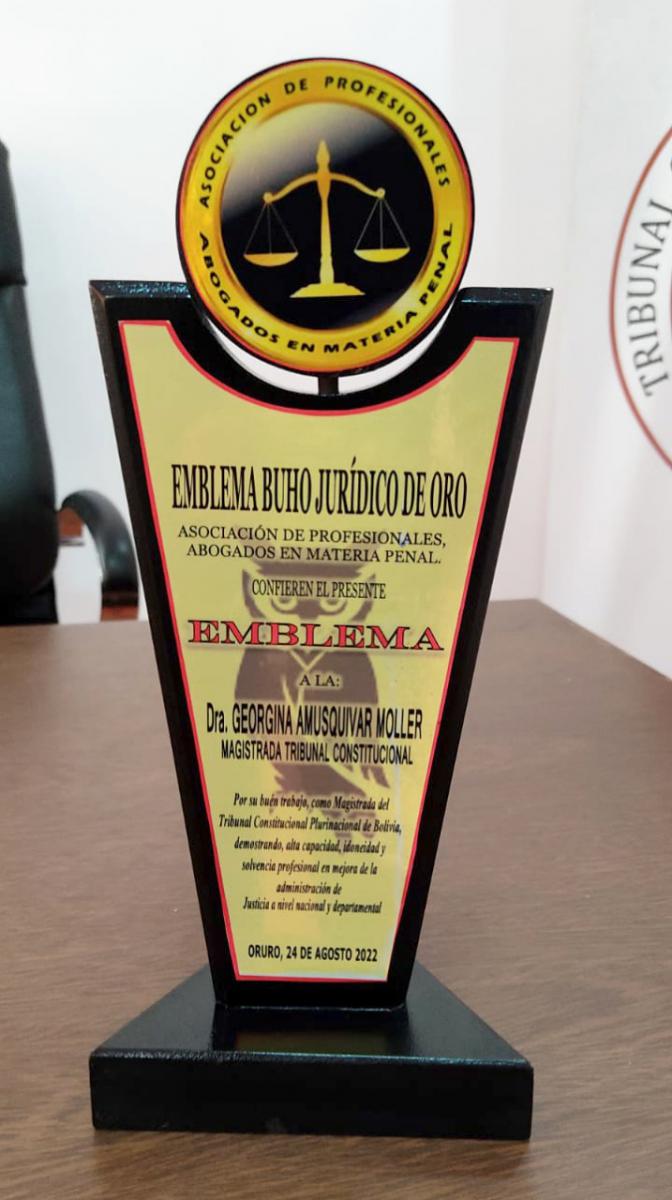 ASOCIACION DE PROFESIONALES
ABOGADOS EN MATERIA PENAL
EMBLEMA BUHO JURÍDICO DE ORO
ASOCIACIÓN DE PROFESIONALES,
ABOGADOS EN MATERIA PENAL.
CONFIEREN EL PRESENTE
EMBLEMA
A LA:
Dra. GEORGINA AMUSQUIVAR MOLLER
MAGISTRADA TRIBUNAL CONSTITUCIONAL
Por su buén trabajo, como Magistrada del
Tribunal Constitucional Plurinacional de Bolivia,
demostrando, alta capacidad, idoneidad y
solvencia profesional en mejora de la
administración de
Justicia a nivel nacional y departamental
ORURO, 24 DE AGOSTO 2022
TRIBUNAL